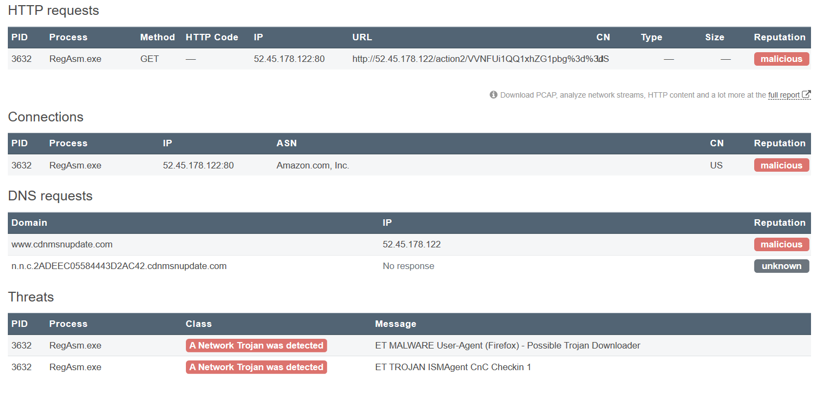 HTTP requests
PID Process Method HTTP Code IP URL CN Type Size Reputation
3632 RegAsm.exe GET — 52.45.178.122:80 http://52.45.178.122/action2/VVNFUi1QQ1xhZG1pbg%3d%3d US — — malicious
Download PCAP, analyze network streams, HTTP content and a lot more at the full report
Connections
PID Process IP ASN CN Reputation
3632 RegAsm.exe 52.45.178.122:80 Amazon.com, Inc. US malicious
DNS requests
Domain IP Reputation
www.cdnmsnupdate.com 52.45.178.122 malicious
n.n.c.2ADEEC05584443D2AC42.cdnmsnupdate.com No response unknown
Threats
PID Process Class Message
3632 RegAsm.exe A Network Trojan was detected ET MALWARE User-Agent (Firefox) - Possible Trojan Downloader
3632 RegAsm.exe A Network Trojan was detected ET TROJAN ISMAgent CnC Checkin 1